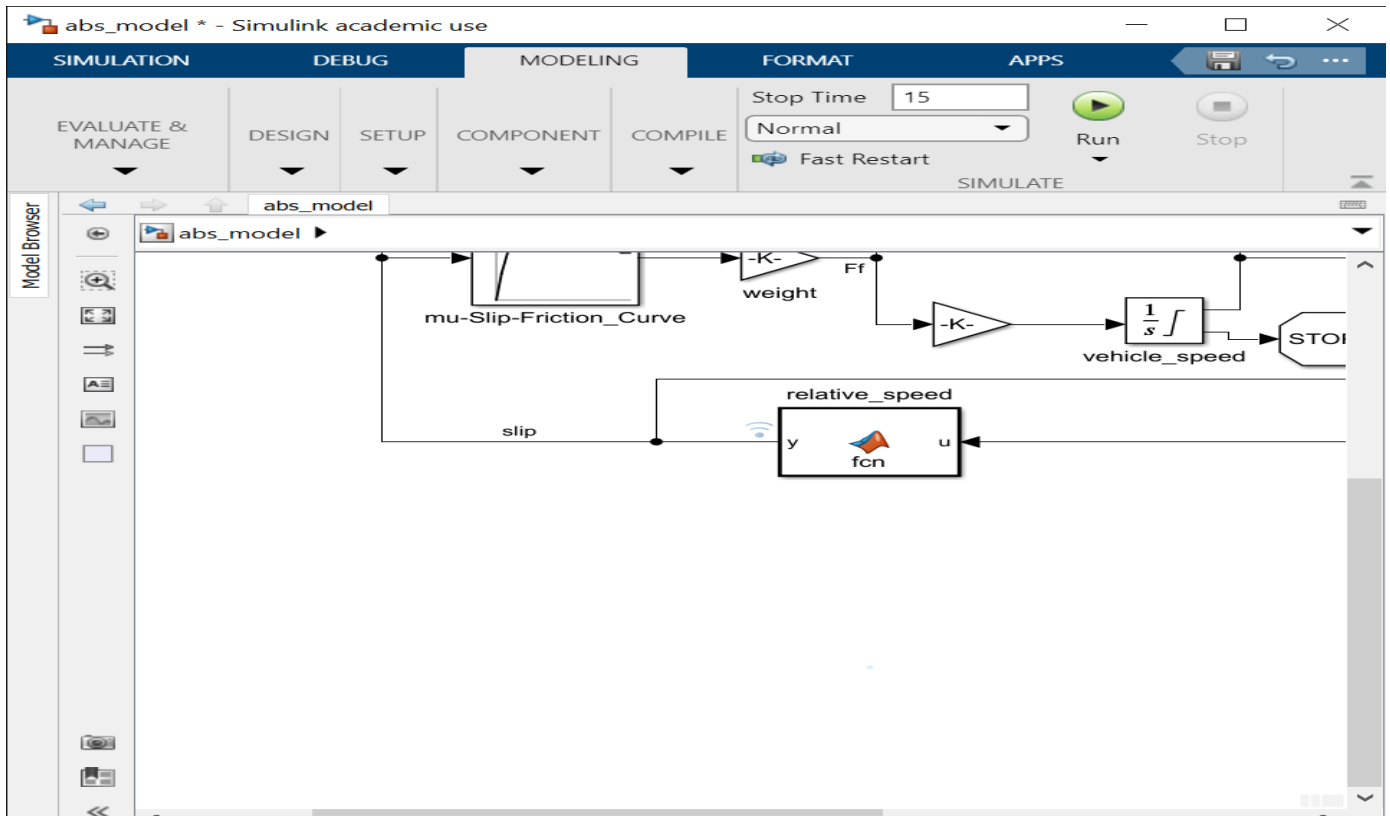 abs_model * - Simulink academic use
SIMULATION DEBUG MODELING FORMAT APPS
EVALUATE & MANAGE
DESIGN
SETUP
COMPONENT
COMPILE
Stop Time 15
Normal
Fast Restart
Run
Stop
SIMULATE
Model Browser
abs_model
abs_model
-K-
Ff
weight
mu-Slip-Friction_Curve
-K-
1
s
vehicle_speed
relative_speed
slip
y
u
fcn